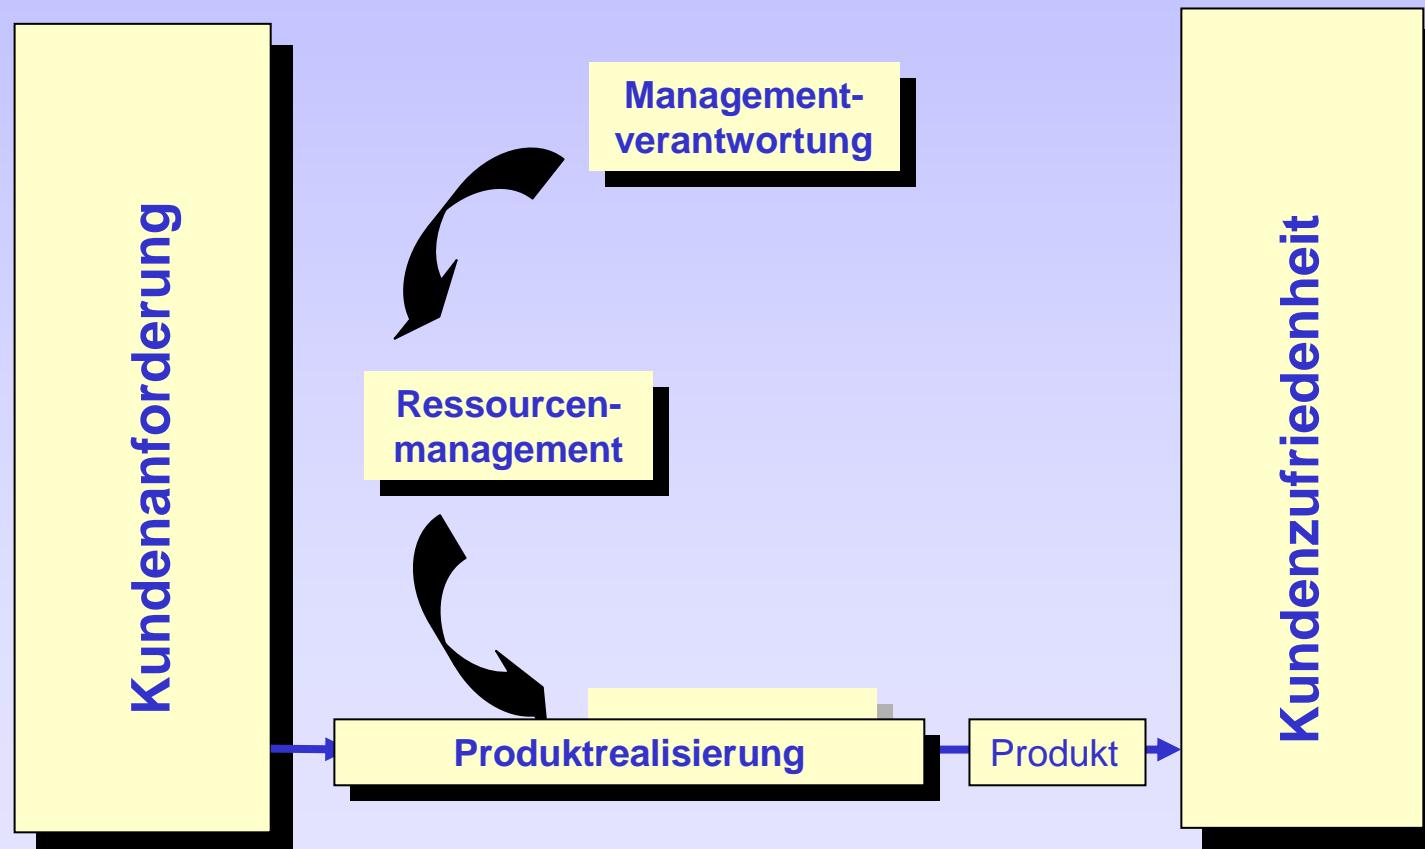 Kundenanforderung
Management-
verantwortung
Ressourcen-
management
Produktrealisierung
Produkt
Kundenzufriedenheit